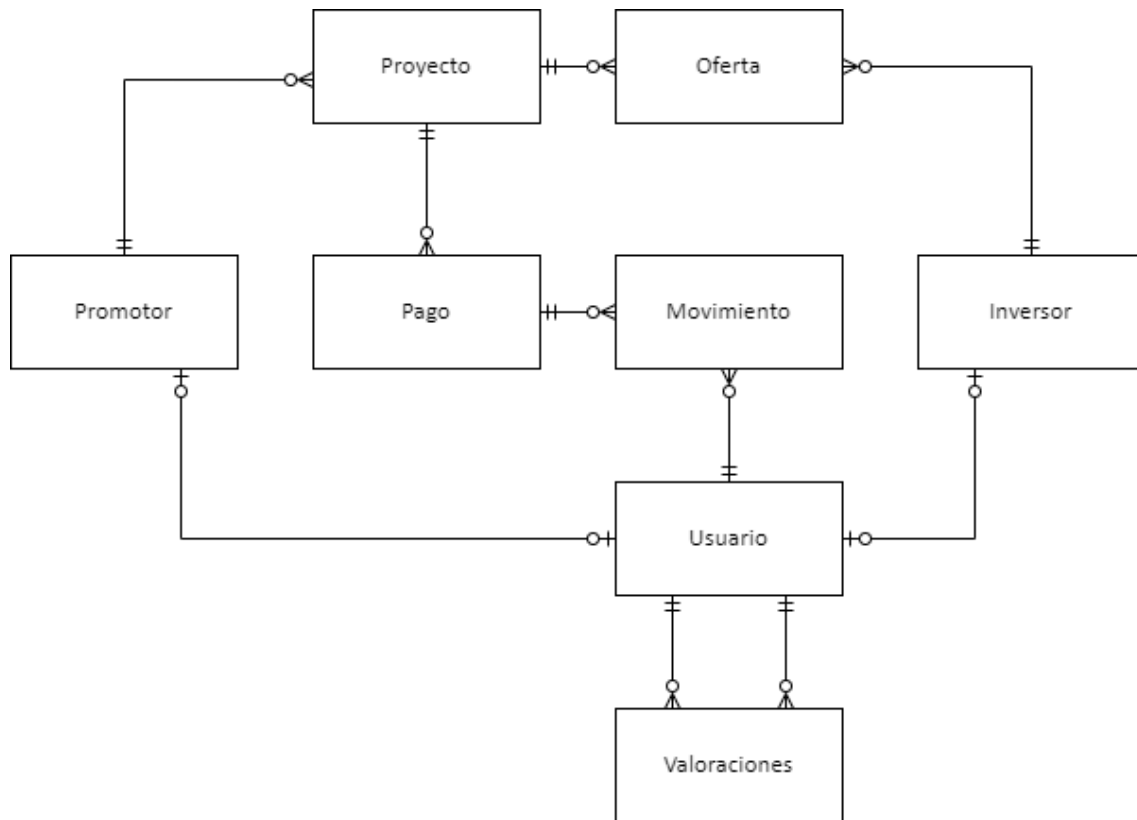 Proyecto
Oferta
Promotor
Pago
Movimiento
Inversor
Usuario
Valoraciones